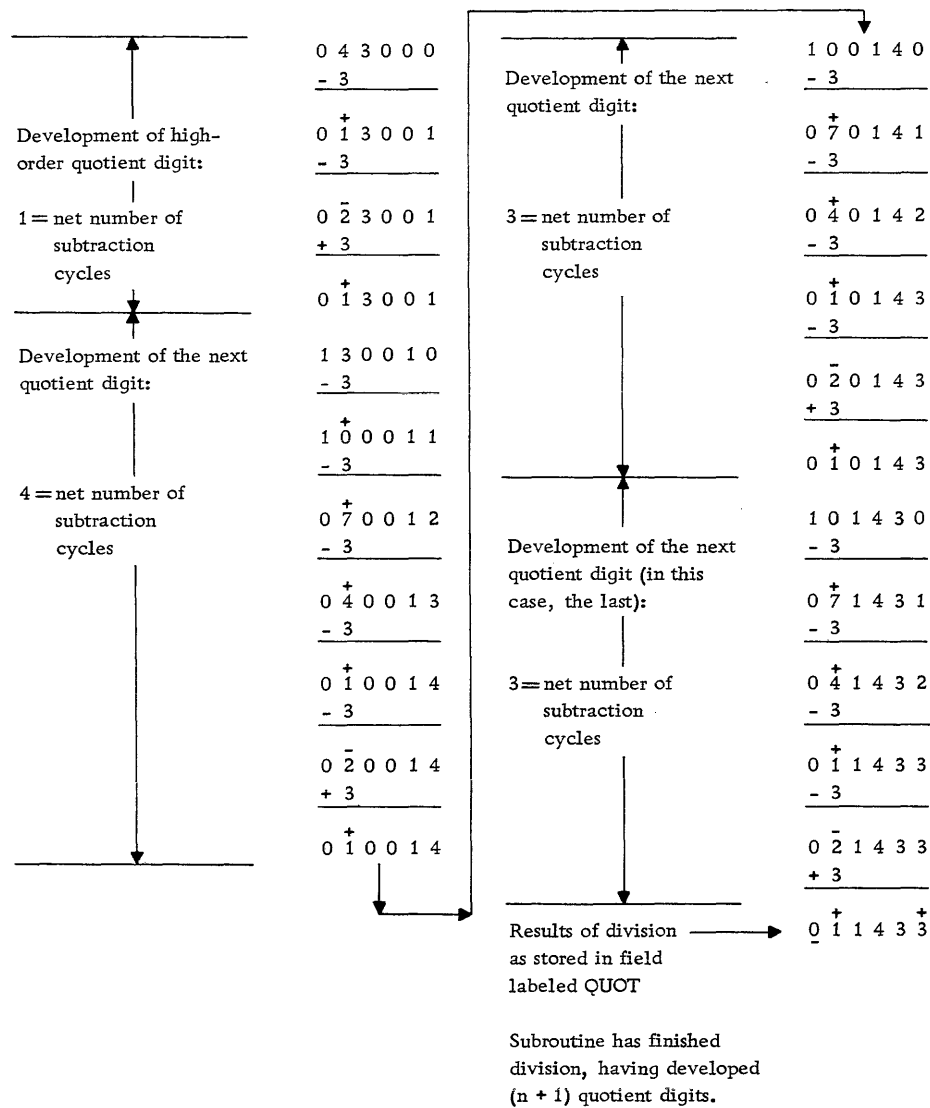 0 4 3 0 0 0
- 3
Development of high-
order quotient digit:
+
0 1 3 0 0 1
- 3
1 = net number of
subtraction
cycles
-
0 2 3 0 0 1
+ 3
+
0 1 3 0 0 1
Development of the next
quotient digit:
1 3 0 0 1 0
- 3
+
1 0 0 0 1 1
- 3
4 = net number of
subtraction
cycles
+
0 7 0 0 1 2
- 3
+
0 4 0 0 1 3
- 3
+
0 1 0 0 1 4
- 3
-
0 2 0 0 1 4
+ 3
+
0 1 0 0 1 4
Development of the next
quotient digit:
1 0 0 1 4 0
- 3
+
0 7 0 1 4 1
- 3
3 = net number of
subtraction
cycles
+
0 4 0 1 4 2
- 3
+
0 1 0 1 4 3
- 3
-
0 2 0 1 4 3
+ 3
+
0 1 0 1 4 3
Development of the next
quotient digit (in this
case, the last):
1 0 1 4 3 0
- 3
+
0 7 1 4 3 1
- 3
3 = net number of
subtraction
cycles
+
0 4 1 4 3 2
- 3
+
0 1 1 4 3 3
- 3
-
0 2 1 4 3 3
+ 3
Results of division
as stored in field
labeled QUOT
+ +
0 1 1 4 3 3
-
Subroutine has finished
division, having developed
(n + 1) quotient digits.